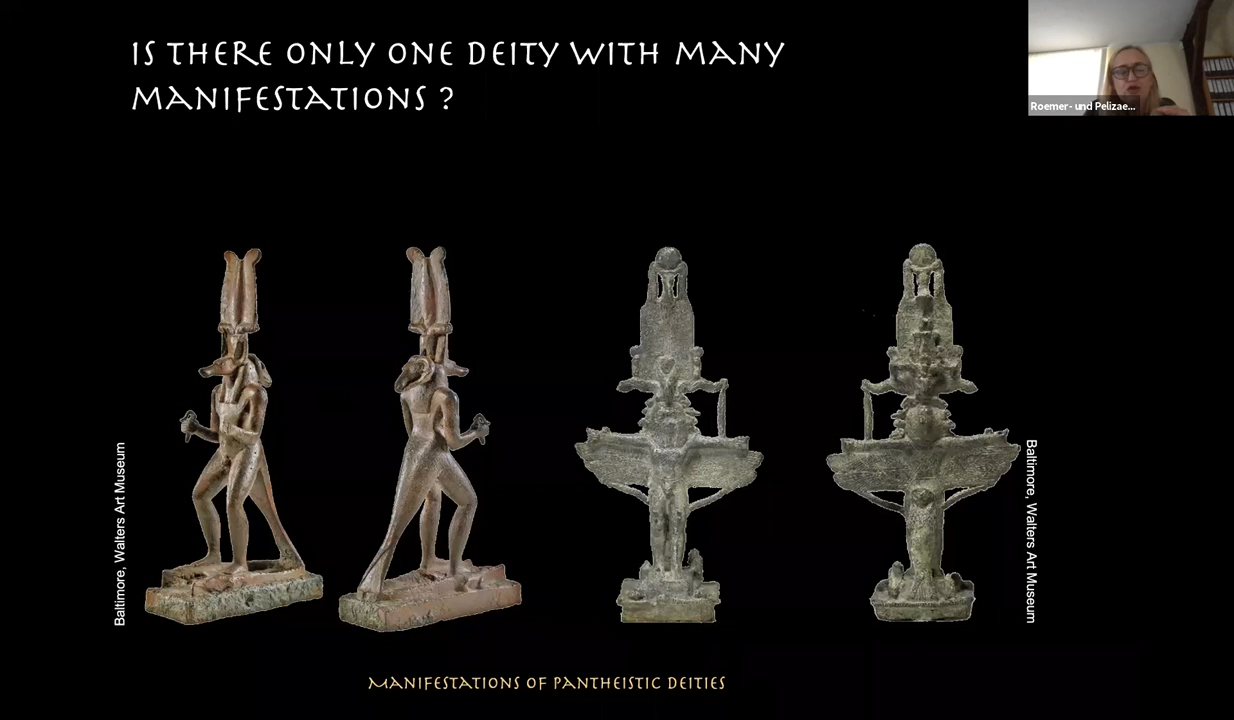 IS THERE ONLY ONE DEITY WITH MANY
MANIFESTATIONS ?
Roemer- und Pelizae...
Baltimore, Walters Art Museum
Baltimore, Walters Art Museum
MANIFESTATIONS OF PANTHEISTIC DEITIES